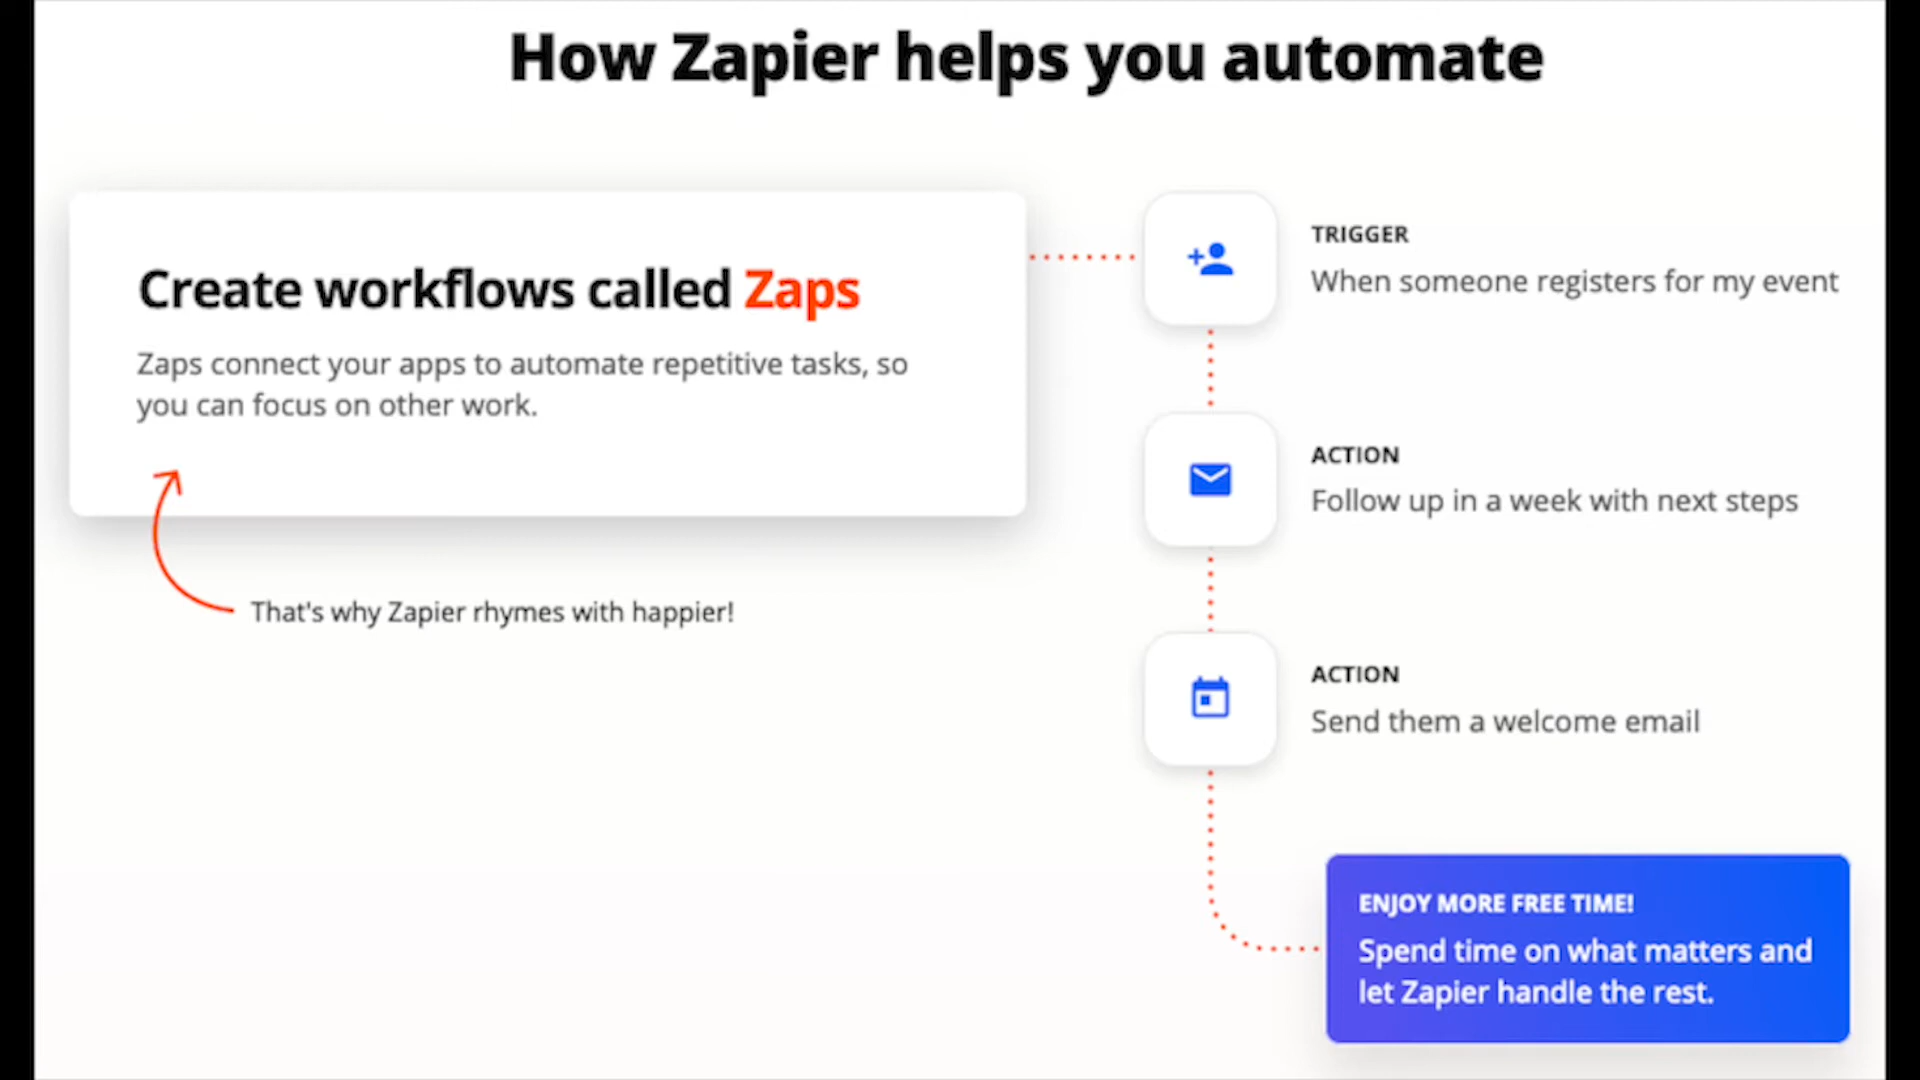 How Zapier helps you automate
Create workflows called Zaps
Zaps connect your apps to automate repetitive tasks, so
you can focus on other work.
That's why Zapier rhymes with happier!
TRIGGER
When someone registers for my event
ACTION
Follow up in a week with next steps
ACTION
Send them a welcome email
ENJOY MORE FREE TIME!
Spend time on what matters and
let Zapier handle the rest.